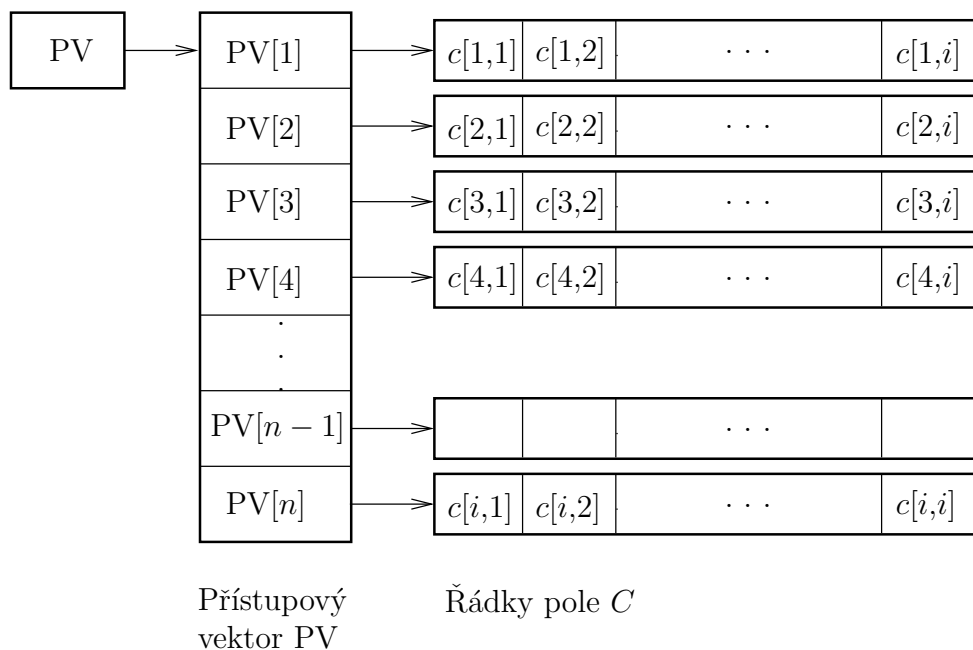 PV PV[1] c[1,1] c[1,2] · · · c[1,i]
PV[2] c[2,1] c[2,2] · · · c[2,i]
PV[3] c[3,1] c[3,2] · · · c[3,i]
PV[4] c[4,1] c[4,2] · · · c[4,i]
.
.
.
PV[n − 1] · · ·
PV[n] c[i,1] c[i,2] · · · c[i,i]
Přístupový Řádky pole C
vektor PV